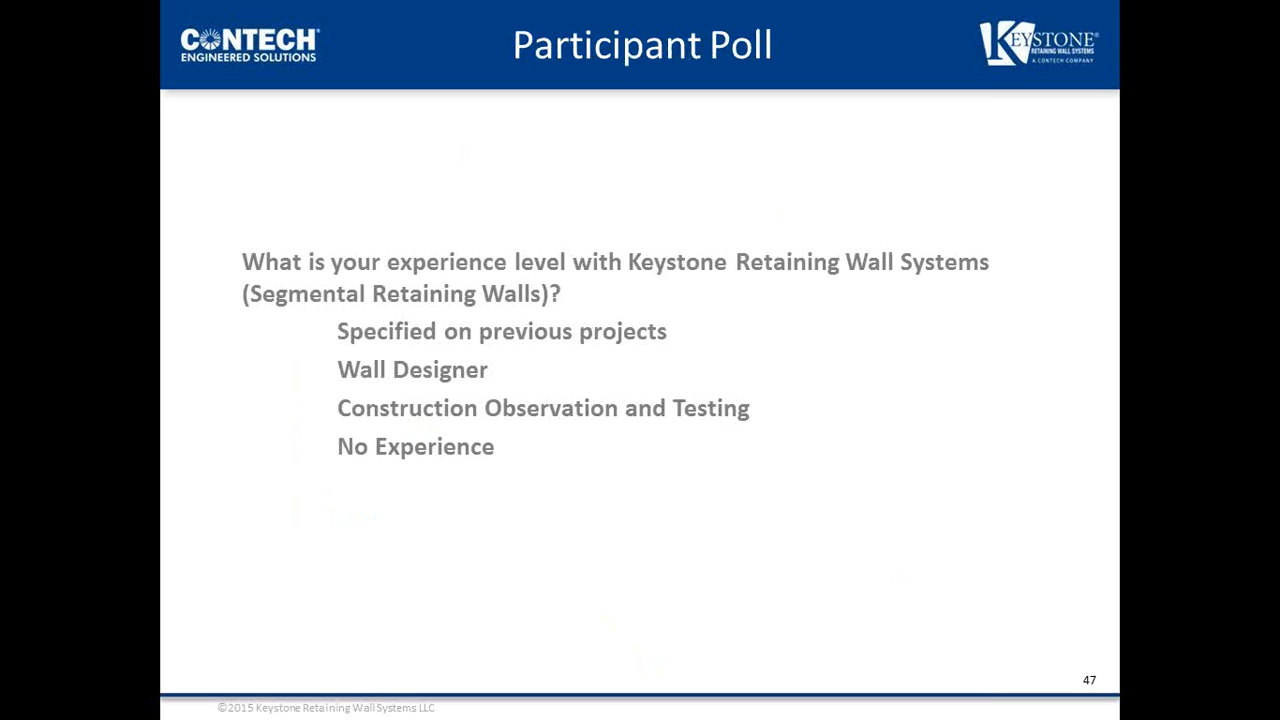 CONTECH®
ENGINEERED SOLUTIONS
Participant Poll
KEYSTONE®
RETAINING WALL SYSTEMS
A CONTECH COMPANY
What is your experience level with Keystone Retaining Wall Systems
(Segmental Retaining Walls)?
Specified on previous projects
Wall Designer
Construction Observation and Testing
No Experience
47
©2015 Keystone Retaining Wall Systems LLC